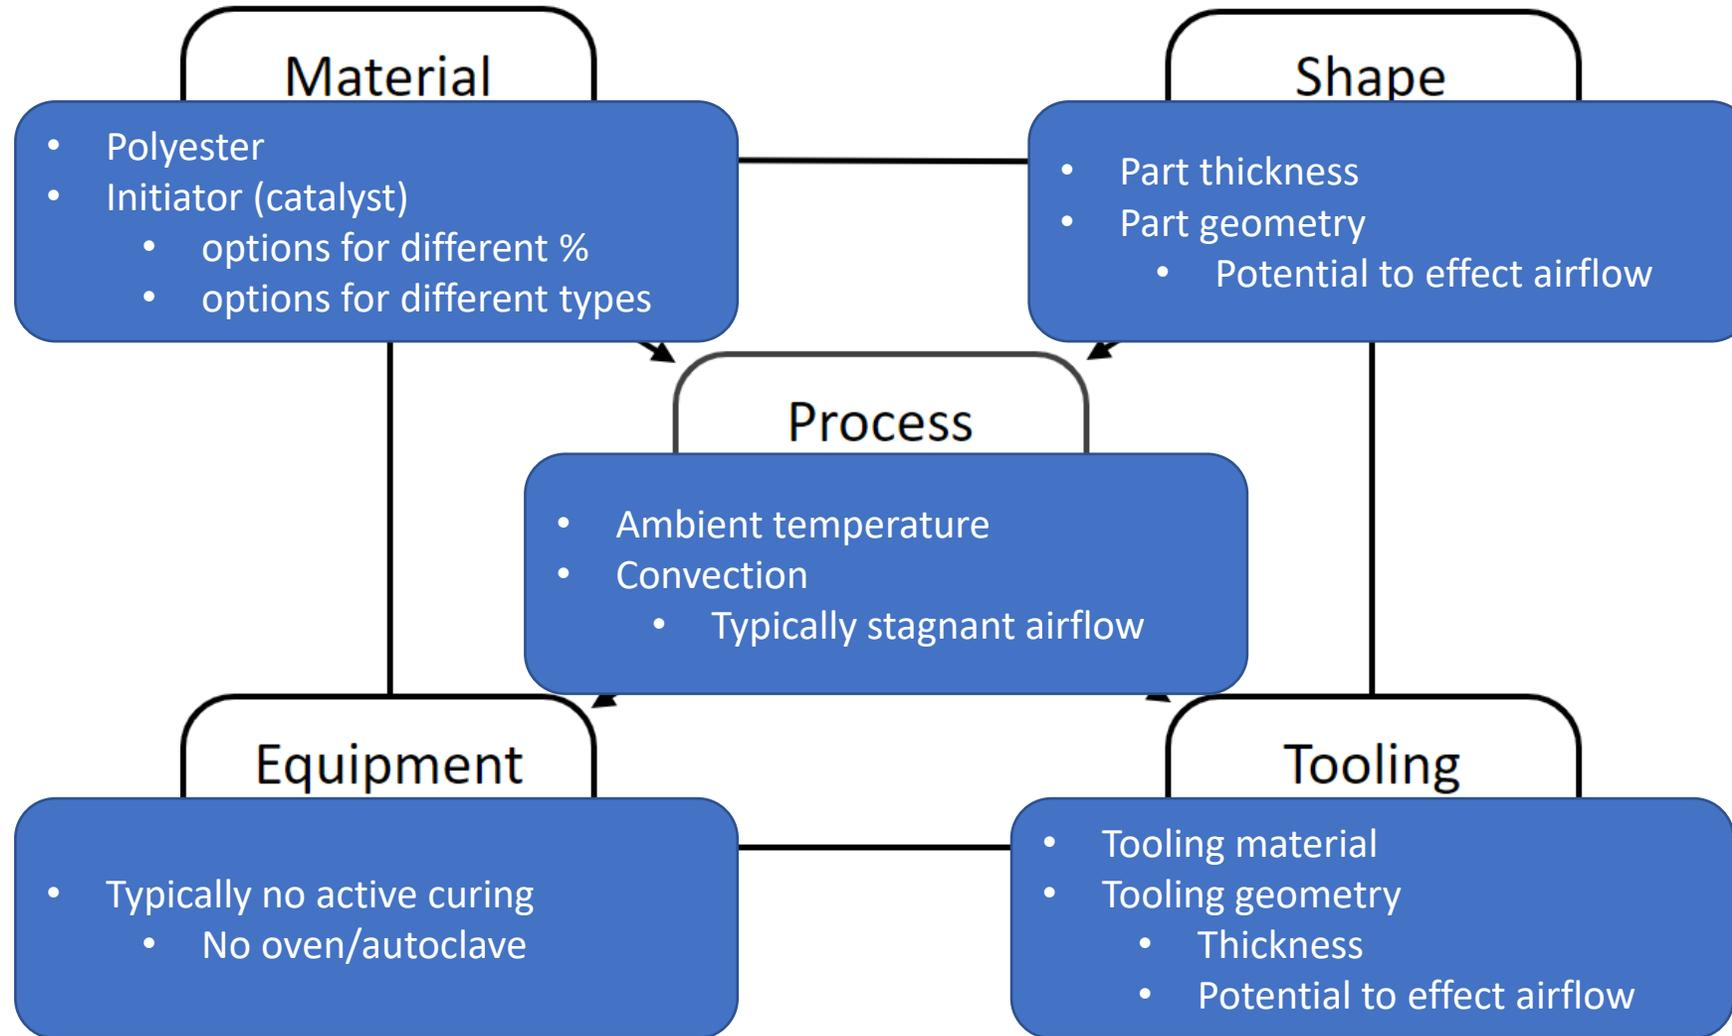 Material
• Polyester
• Initiator (catalyst)
• options for different %
• options for different types
Shape
• Part thickness
• Part geometry
• Potential to effect airflow
Process
• Ambient temperature
• Convection
• Typically stagnant airflow
Equipment
• Typically no active curing
• No oven/autoclave
Tooling
• Tooling material
• Tooling geometry
• Thickness
• Potential to effect airflow